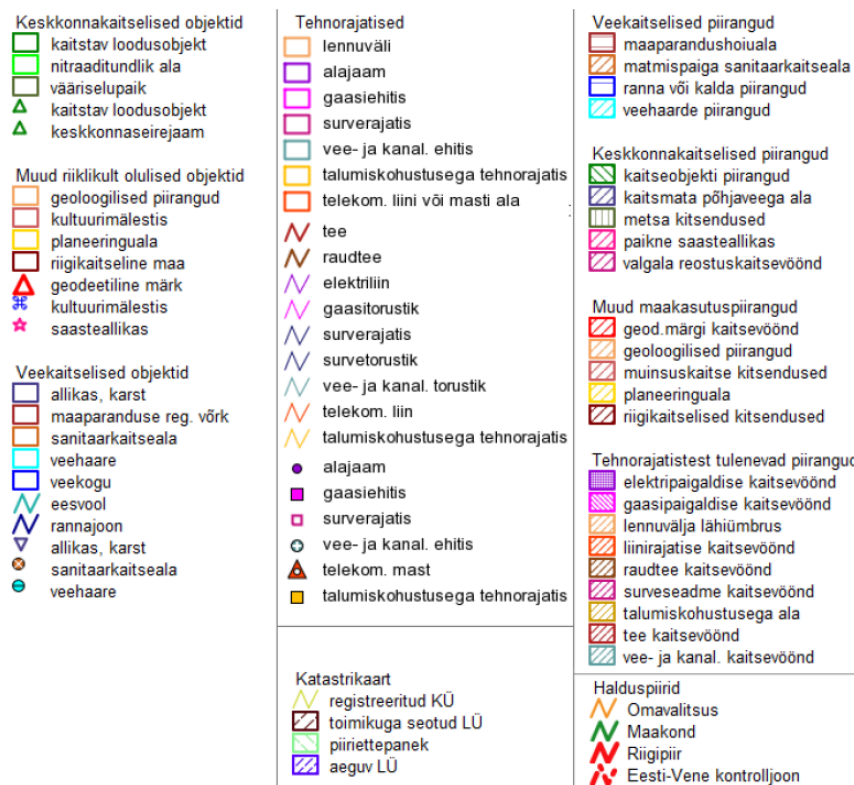 Keskkonnakaitselised objektid
kaitstav loodusobjekt
nitraaditundlik ala
vääriselupaik
kaitstav loodusobjekt
keskkonnaseirejaam
Muud riiklikult olulised objektid
geoloogilised piirangud
kultuurimälestis
planeeringuala
riigikaitseline maa
geodeetiline märk
kultuurimälestis
saasteallikas
Veekaitselised objektid
allikas, karst
maaparanduse reg. võrk
sanitaarkaitseala
veehaare
veekogu
eesvool
rannajoon
allikas, karst
sanitaarkaitseala
veehaare
Tehnorajatised
lennuväli
alajaam
gaasiehitis
surverajatis
vee- ja kanal. ehitis
talumiskohustusega tehnorajatis
telekom. liini või masti ala
tee
raudtee
elektriliin
gaasitorustik
surverajatis
survetorustik
vee- ja kanal. torustik
telekom. liin
talumiskohustusega tehnorajatis
alajaam
gaasiehitis
surverajatis
vee- ja kanal. ehitis
telekom. mast
talumiskohustusega tehnorajatis
Katastrikaart
registreeritud KÜ
toimikuga seotud LÜ
piiriettepanek
aeguv LÜ
Veekaitselised piirangud
maaparandushoiuala
matmispaiga sanitaarkaitseala
ranna või kalda piirangud
veehaarde piirangud
Keskkonnakaitselised piirangud
kaitseobjekti piirangud
kaitsmata põhjaveega ala
metsa kitsendused
paikne saasteallikas
valgala reostuskaitsevöönd
Muud maakasutuspiirangud
geod.märgi kaitsevöönd
geoloogilised piirangud
muinsuskaitse kitsendused
planeeringuala
riigikaitselised kitsendused
Tehnorajatistest tulenevad piirangud
elektripaigaldise kaitsevöönd
gaasipaigaldise kaitsevöönd
lennuvälja lähiümbrus
liinirajatise kaitsevöönd
raudtee kaitsevöönd
surveseadme kaitsevöönd
talumiskohustusega ala
tee kaitsevöönd
vee- ja kanal. kaitsevöönd
Halduspiirid
Omavalitsus
Maakond
Riigipiir
Eesti-Vene kontrolljoon